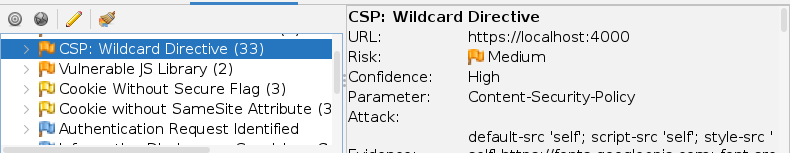 CSP: Wildcard Directive (33)
Vulnerable JS Library (2)
Cookie Without Secure Flag (3)
Cookie without SameSite Attribute (3
Authentication Request Identified
CSP: Wildcard Directive
URL: https://localhost:4000
Risk: Medium
Confidence: High
Parameter: Content-Security-Policy
Attack:
default-src 'self'; script-src 'self'; style-src '